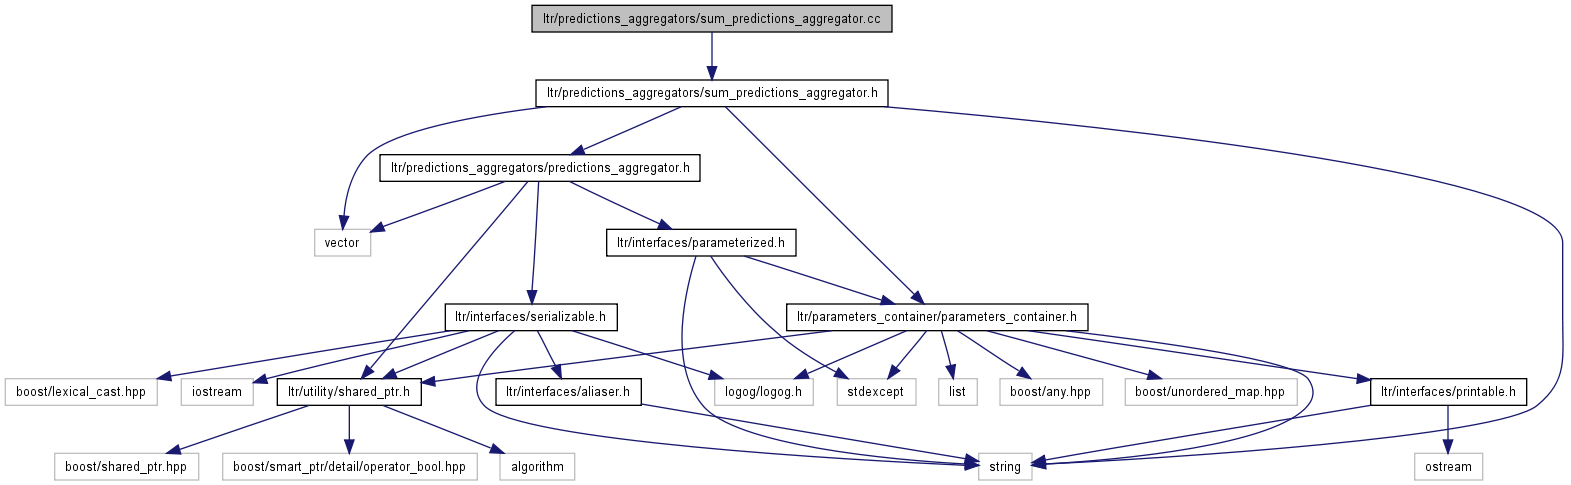 ltr/predictions_aggregators/sum_predictions_aggregator.cc
ltr/predictions_aggregators/sum_predictions_aggregator.h
ltr/predictions_aggregators/predictions_aggregator.h
vector
ltr/interfaces/parameterized.h
ltr/interfaces/serializable.h
ltr/parameters_container/parameters_container.h
boost/lexical_cast.hpp
iostream
ltr/utility/shared_ptr.h
ltr/interfaces/aliaser.h
logog/logog.h
stdexcept
list
boost/any.hpp
boost/unordered_map.hpp
ltr/interfaces/printable.h
boost/shared_ptr.hpp
boost/smart_ptr/detail/operator_bool.hpp
algorithm
string
ostream